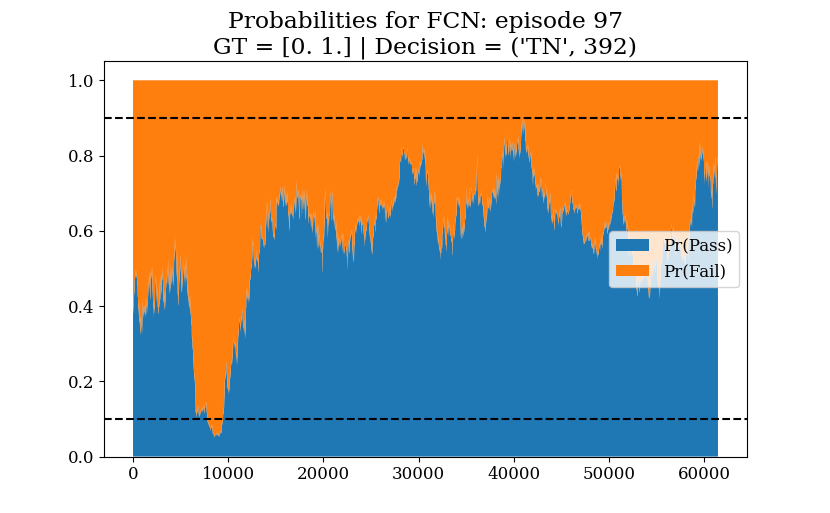 Probabilities for FCN: episode 97
GT = [0. 1.] | Decision = ('TN', 392)
1.0
0.8
0.6
0.4
0.2
0.0
Pr(Pass)
Pr(Fail)
0 10000 20000 30000 40000 50000 60000